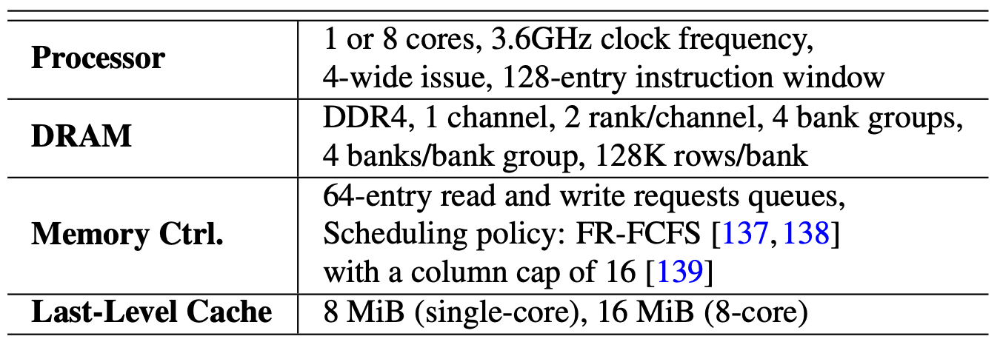 Processor
1 or 8 cores, 3.6GHz clock frequency,
4-wide issue, 128-entry instruction window
DRAM
DDR4, 1 channel, 2 rank/channel, 4 bank groups,
4 banks/bank group, 128K rows/bank
Memory Ctrl.
64-entry read and write requests queues,
Scheduling policy: FR-FCFS [137, 138]
with a column cap of 16 [139]
Last-Level Cache
8 MiB (single-core), 16 MiB (8-core)